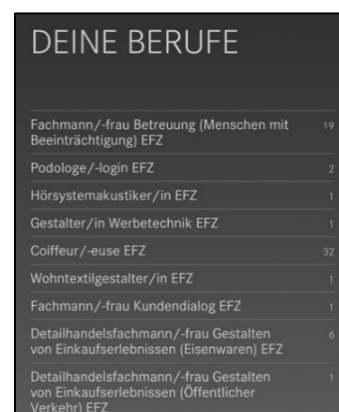 DEINE BERUFE
Fachmann/-frau Betreuung (Menschen mit 19
Beeinträchtigung) EFZ
Podologe/-login EFZ 2
Hörsystemakustiker/in EFZ 1
Gestalter/in Werbetechnik EFZ 1
Coiffeur/-euse EFZ 32
Wohntextilgestalter/in EFZ 1
Fachmann/-frau Kundendialog EFZ 1
Detailhandelsfachmann/-frau Gestalten 6
von Einkaufserlebnissen (Eisenwaren) EFZ
Detailhandelsfachmann/-frau Gestalten 1
von Einkaufserlebnissen (Öffentlicher
Verkehr) EFZ